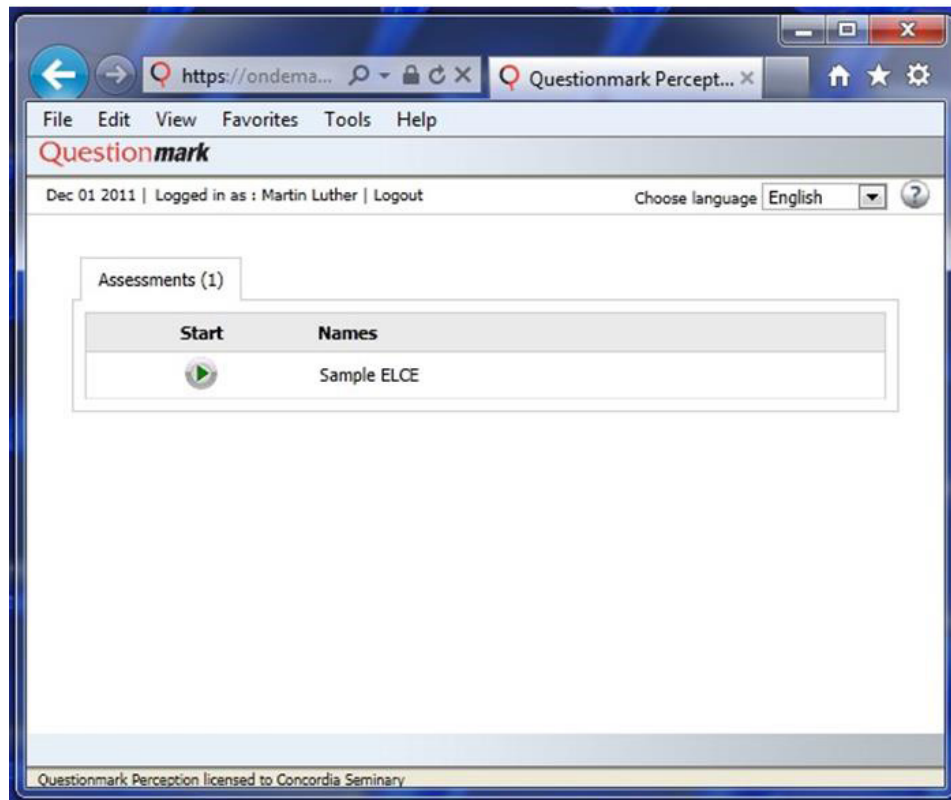 https://ondema...
Questionmark Percept...
File Edit View Favorites Tools Help
Questionmark
Dec 01 2011 | Logged in as : Martin Luther | Logout
Choose language English
Assessments (1)
Start Names
Sample ELCE
Questionmark Perception licensed to Concordia Seminary